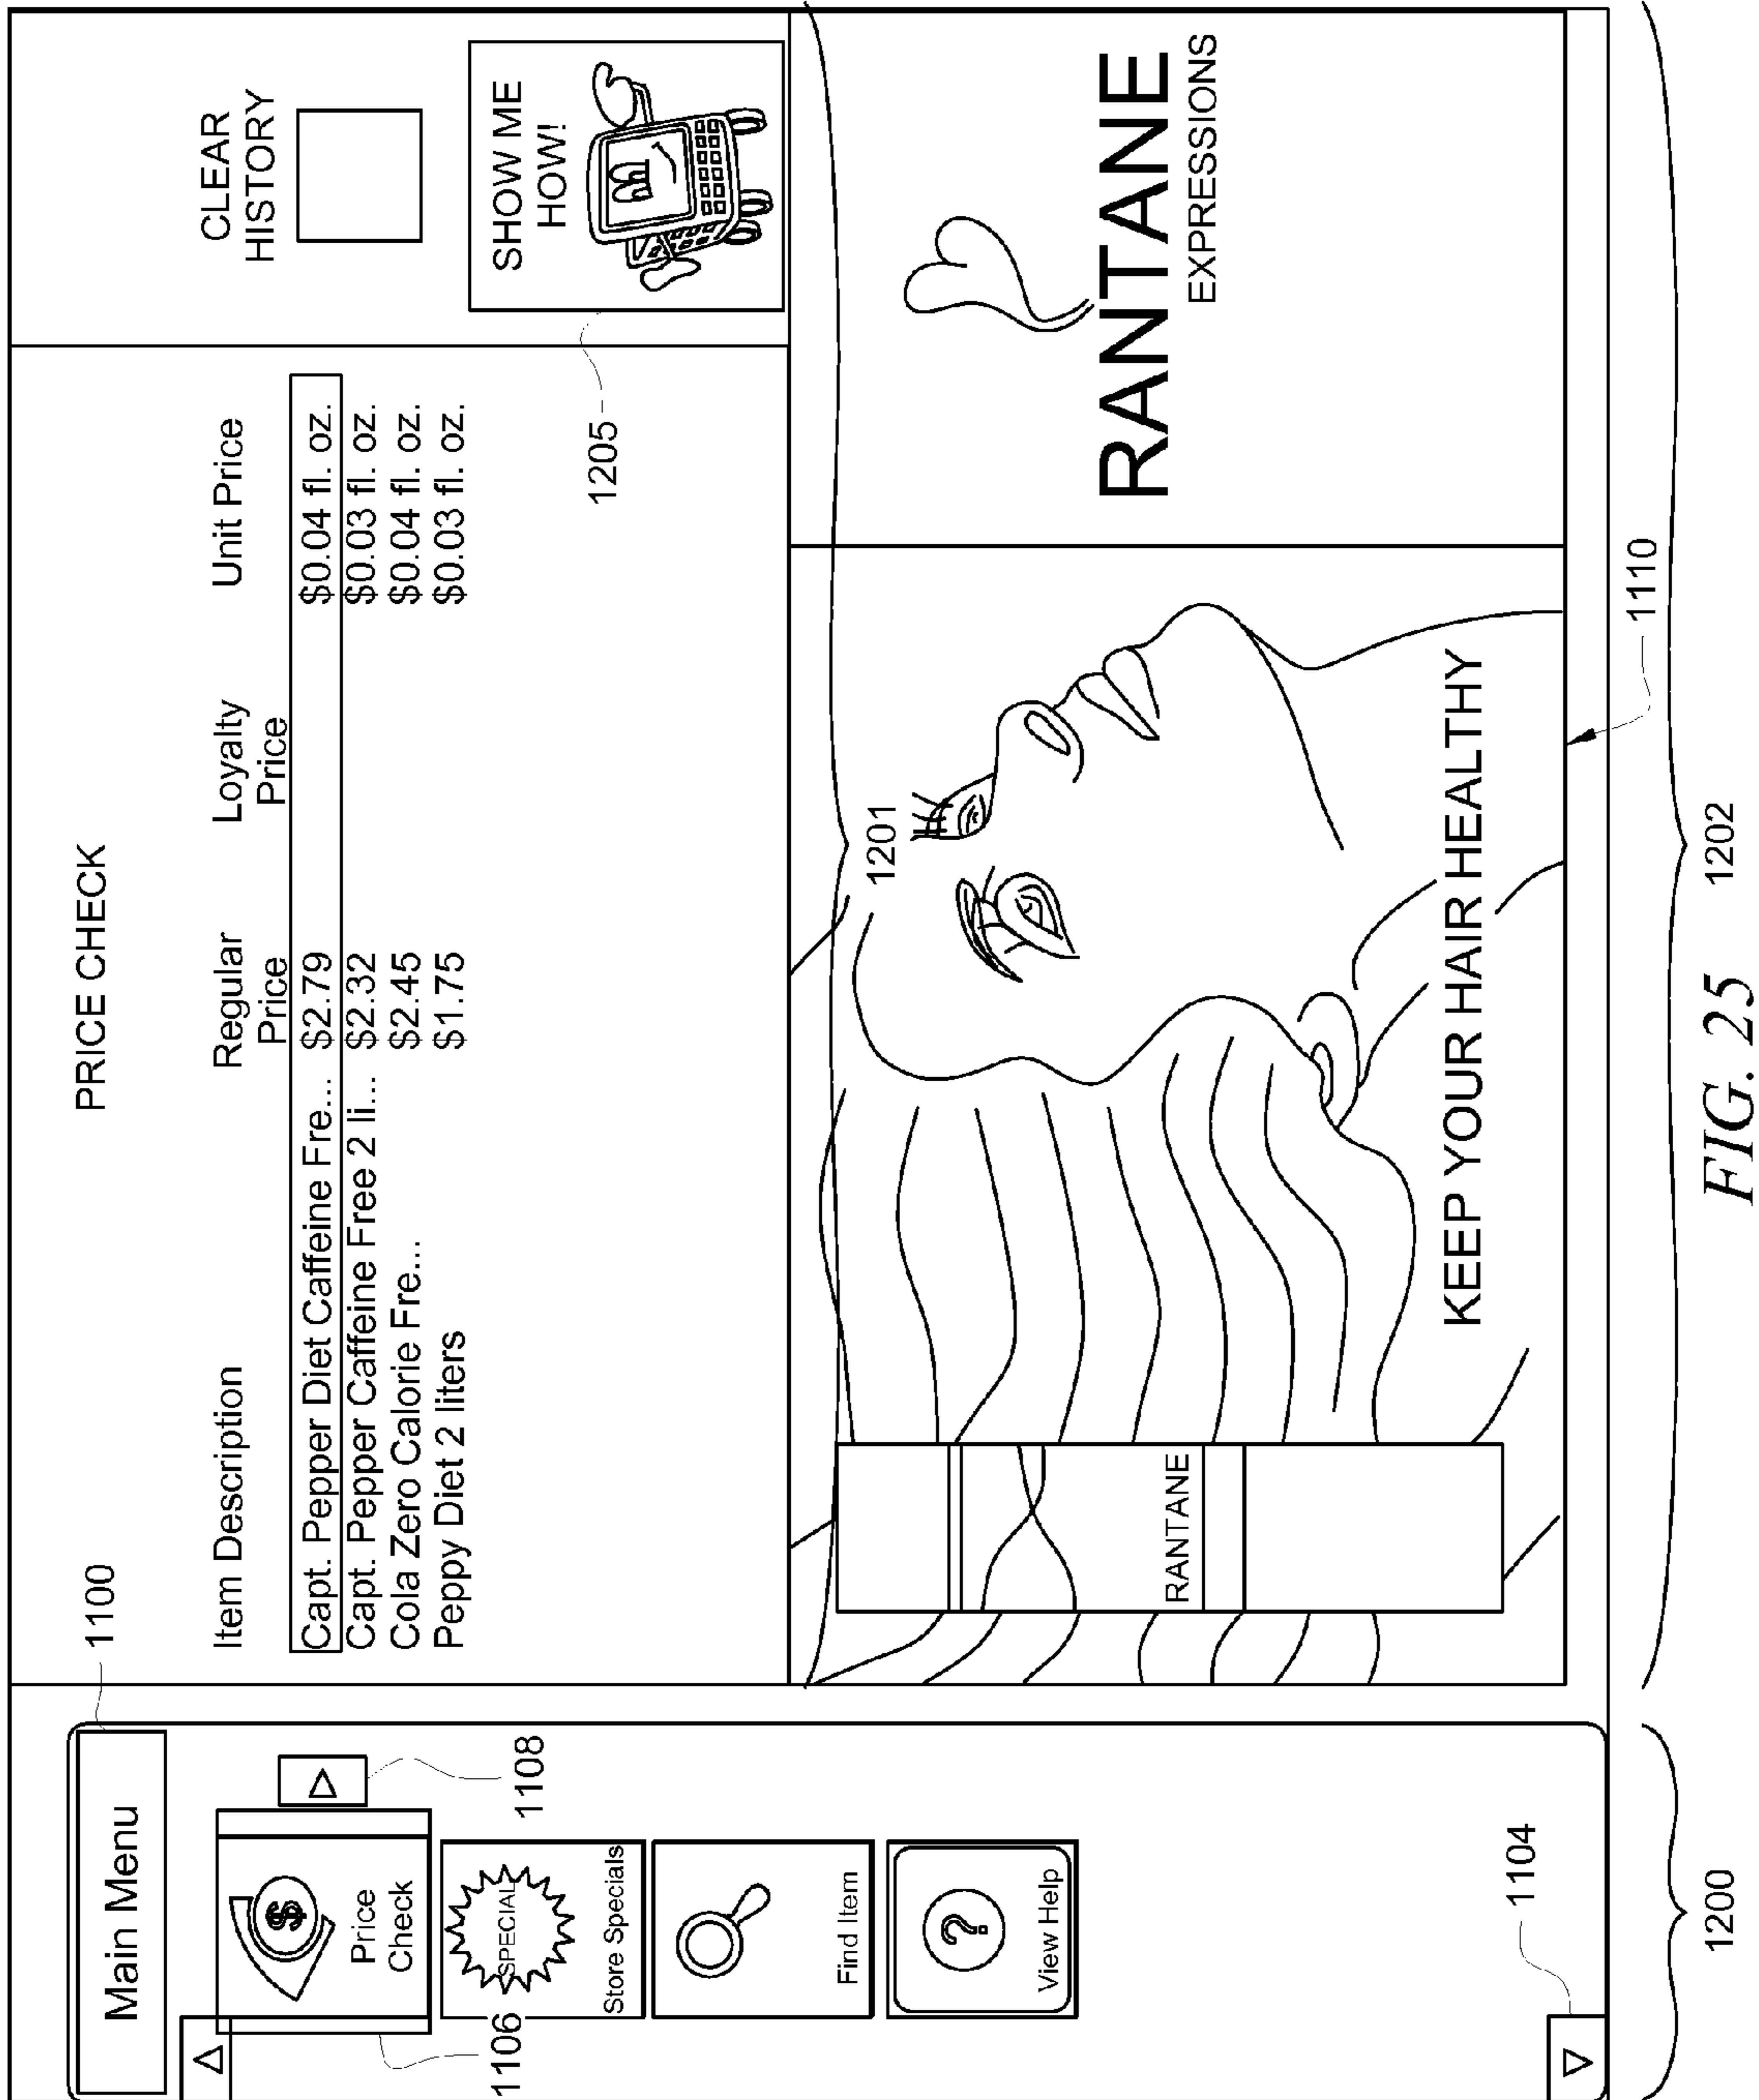 Main Menu
1100
Price
Check
1108
1106
SPECIAL
Store Specials
Find Item
View Help
1104
1200
PRICE CHECK
Item Description Regular Price Loyalty Price Unit Price
Capt. Pepper Diet Caffeine Fre... $2.79 $0.04 fl. oz.
Capt. Pepper Caffeine Free 2 li... $2.32 $0.03 fl. oz.
Cola Zero Calorie Fre... $2.45 $0.04 fl. oz.
Peppy Diet 2 liters $1.75 $0.03 fl. oz.
CLEAR
HISTORY
SHOW ME
HOW!
1205
1201
RANTANE
KEEP YOUR HAIR HEALTHY
RANTANE
EXPRESSIONS
1110
1202
FIG. 25